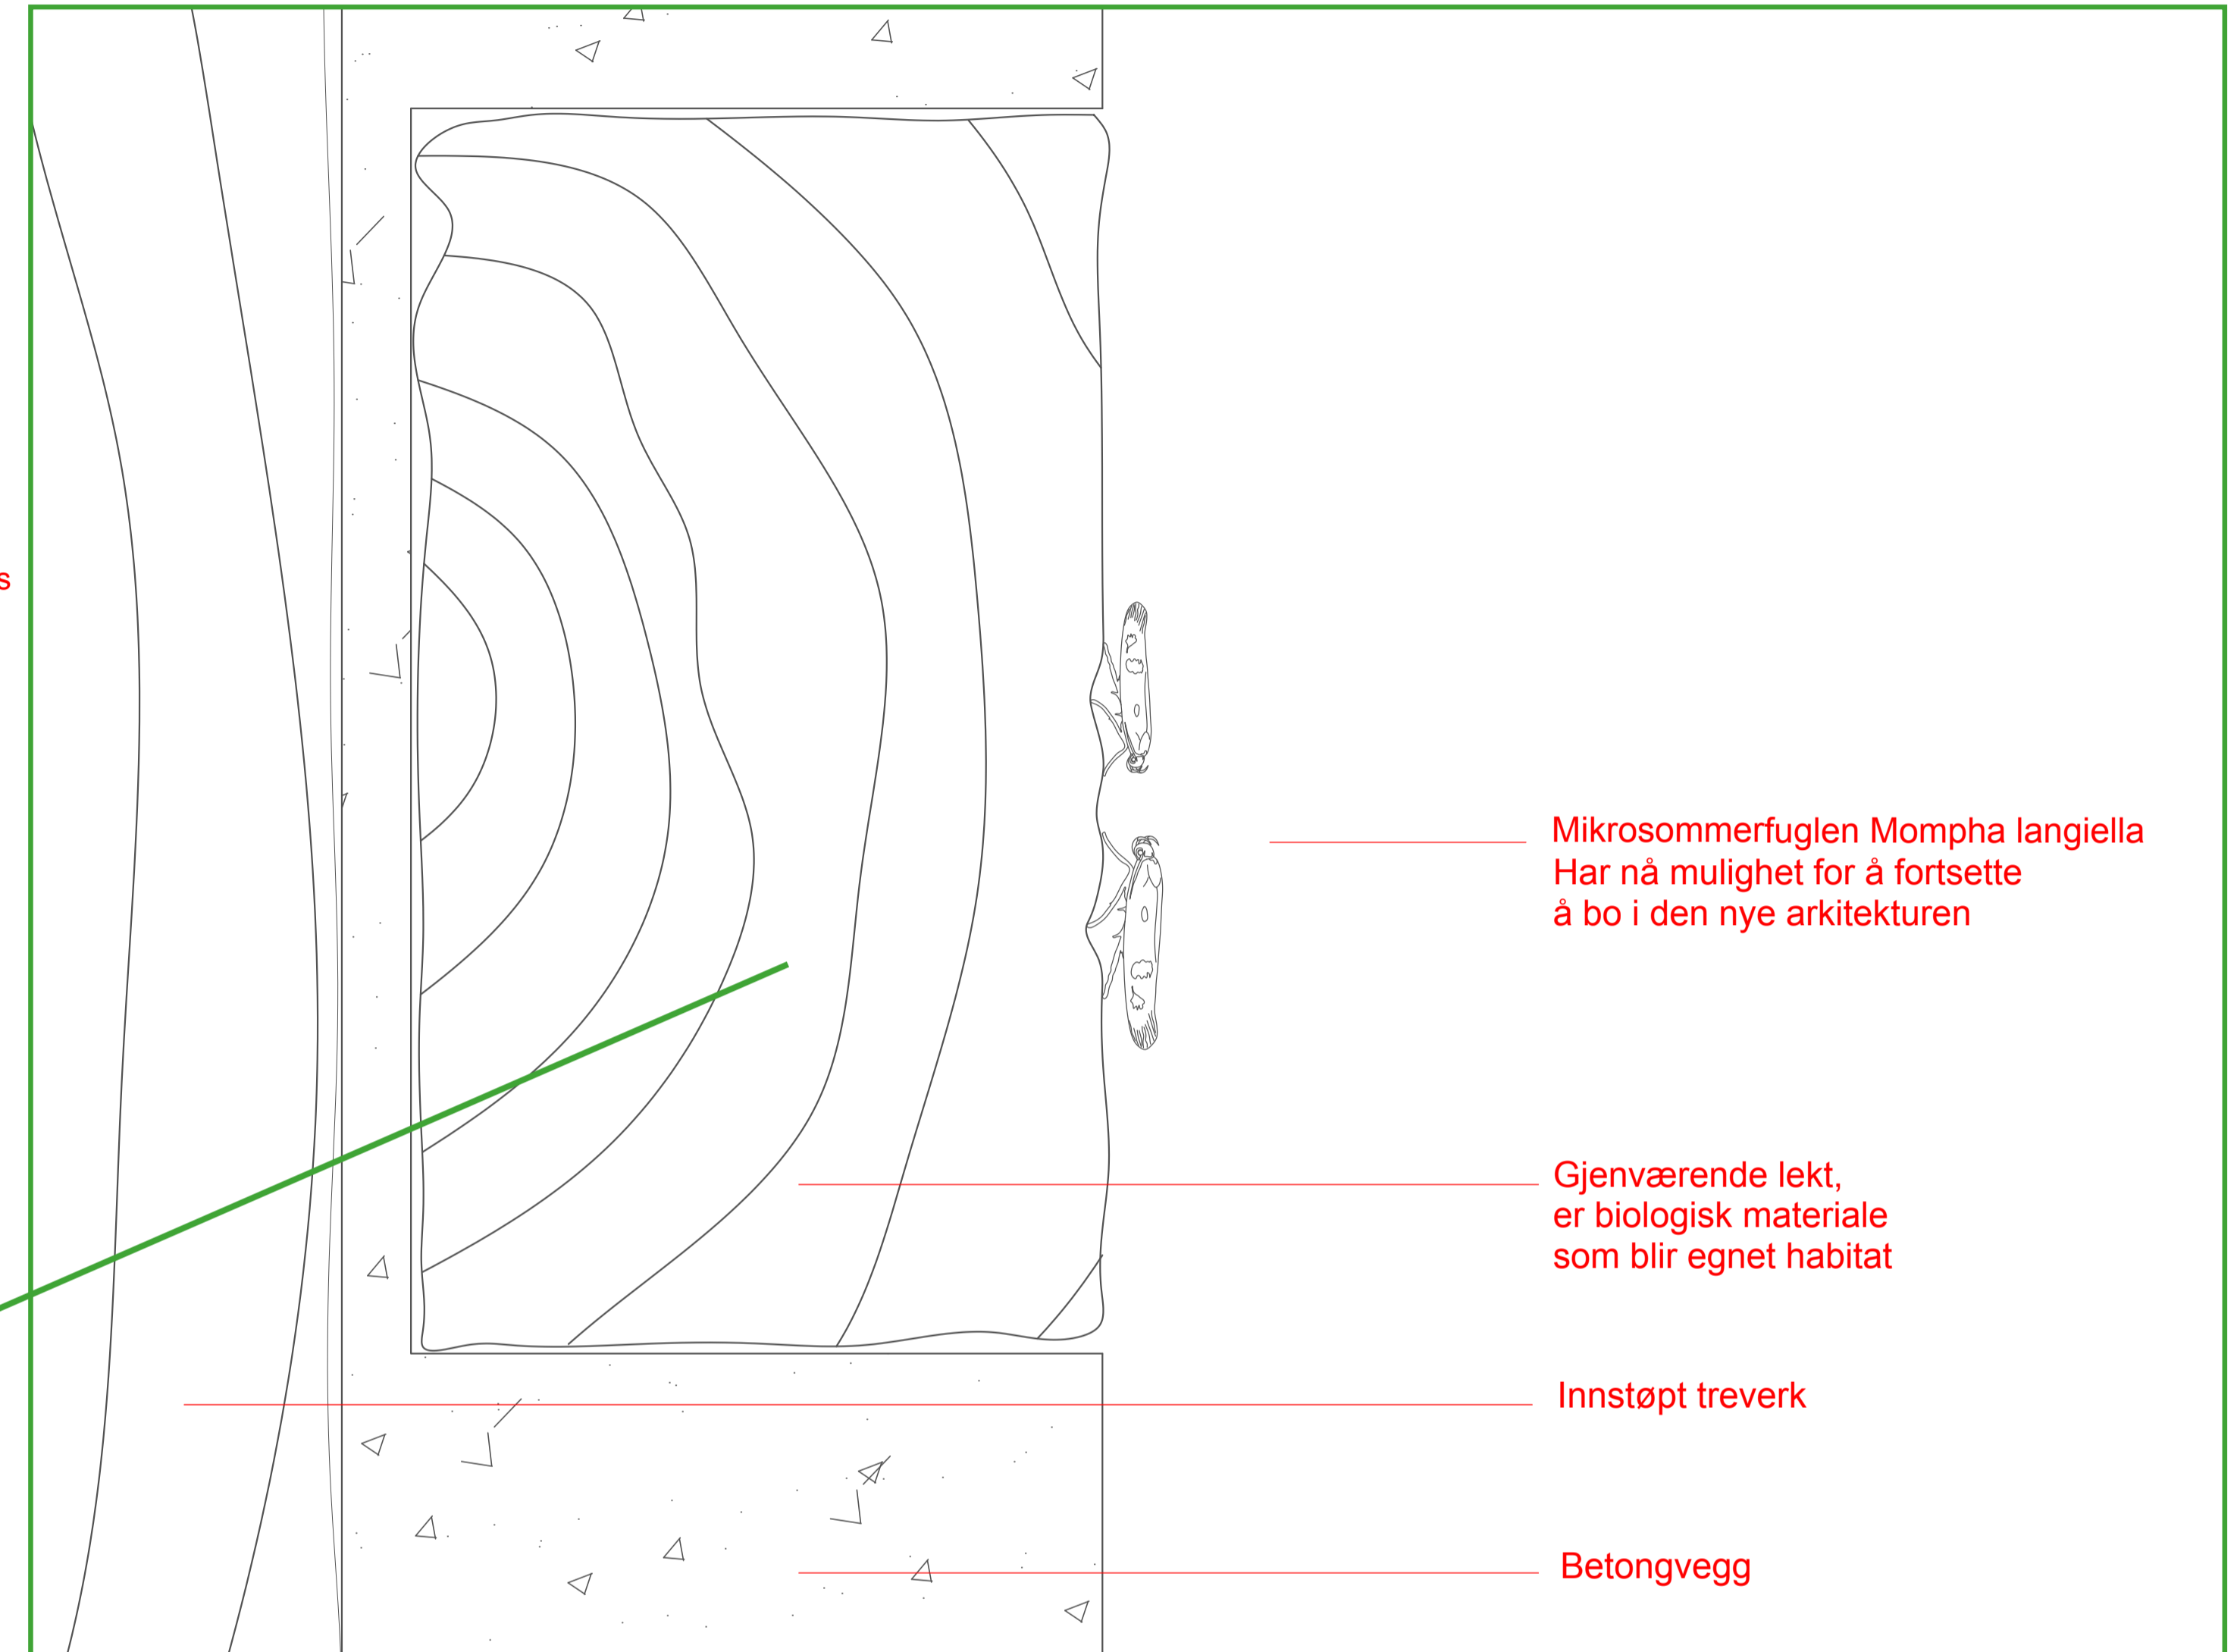 s
Mikrosommerfuglen Mompha langiella
Har nå mulighet for å fortsette
å bo i den nye arkitekturen
Gjenværende lekt,
er biologisk materiale
som blir egnet habitat
Innstøpt treverk
Betongvegg